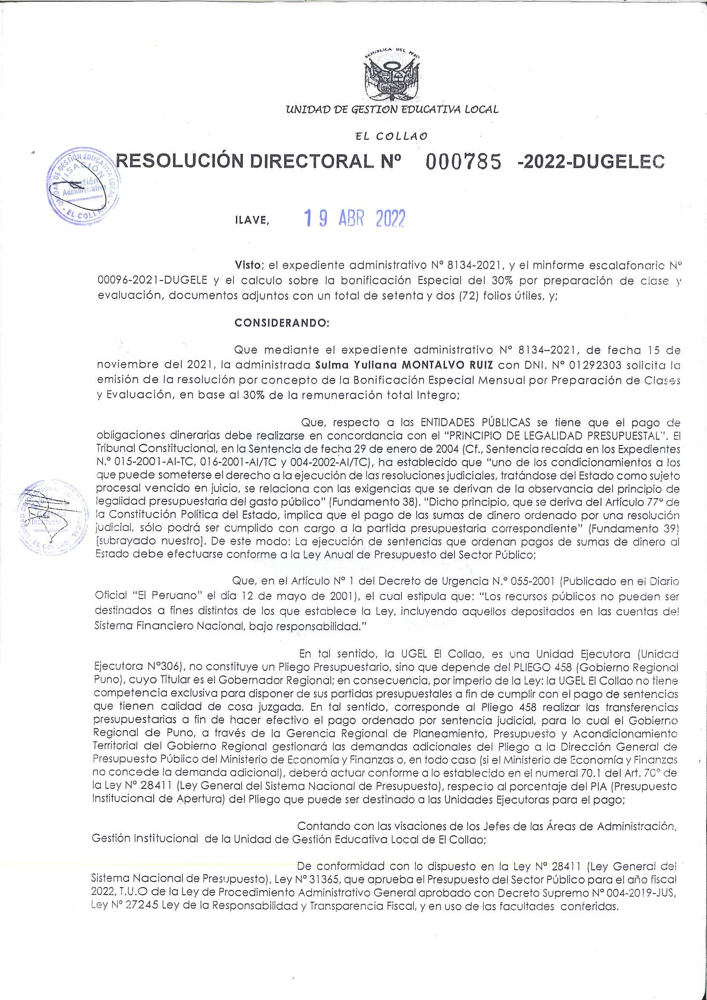 REPUBLICA DEL PERÚ
UNIDAD DE GESTION EDUCATIVA LOCAL
EL COLLAO
RESOLUCIÓN DIRECTORAL Nº 000785 -2022-DUGELEC
UNIDAD DE GESTIÓN EDUCATIVA LOCAL
VISACIÓN
Gestión
Administrativa
- EL COLLAO -
ILAVE, 19 ABR 2022
Visto; el expediente administrativo Nº 8134-2021, y el minforme escalafonario Nº
00096-2021-DUGELE y el calculo sobre la bonificación Especial del 30% por preparación de clase y
evaluación, documentos adjuntos con un total de setenta y dos (72) folios útiles, y;
CONSIDERANDO:
Que mediante el expediente administrativo Nº 8134–2021, de fecha 15 de
noviembre del 2021, la administrada Sulma Yuliana MONTALVO RUIZ con DNI. Nº 01292303 solicita la
emisión de la resolución por concepto de la Bonificación Especial Mensual por Preparación de Clases
y Evaluación, en base al 30% de la remuneración total Integro;
Que, respecto a las ENTIDADES PÚBLICAS se tiene que el pago de
obligaciones dinerarias debe realizarse en concordancia con el "PRINCIPIO DE LEGALIDAD PRESUPUESTAL". El
Tribunal Constitucional, en la Sentencia de fecha 29 de enero de 2004 (Cf., Sentencia recaída en los Expedientes
N.º 015-2001-AI-TC, 016-2001-AI/TC y 004-2002-AI/TC), ha establecido que "uno de los condicionamientos a los
que puede someterse el derecho a la ejecución de las resoluciones judiciales, tratándose del Estado como sujeto
procesal vencido en juicio, se relaciona con las exigencias que se derivan de la observancia del principio de
legalidad presupuestaria del gasto público" (Fundamento 38). "Dicho principio, que se deriva del Artículo 77º de
la Constitución Política del Estado, implica que el pago de las sumas de dinero ordenado por una resolución
judicial, sólo podrá ser cumplido con cargo a la partida presupuestaria correspondiente" (Fundamento 39)
[subrayado nuestro]. De este modo: La ejecución de sentencias que ordenan pagos de sumas de dinero al
Estado debe efectuarse conforme a la Ley Anual de Presupuesto del Sector Público;
Gestión
Institucional
- EL COLLAO
Que, en el Artículo Nº 1 del Decreto de Urgencia N.º 055-2001 (Publicado en el Diario
Oficial "El Peruano" el día 12 de mayo de 2001), el cual estipula que: "Los recursos públicos no pueden ser
destinados a fines distintos de los que establece la Ley, incluyendo aquellos depositados en las cuentas del
Sistema Financiero Nacional, bajo responsabilidad."
En tal sentido, la UGEL El Collao, es una Unidad Ejecutora (Unidad
Ejecutora Nº306), no constituye un Pliego Presupuestario, sino que depende del PLIEGO 458 (Gobierno Regional
Puno), cuyo Titular es el Gobernador Regional; en consecuencia, por imperio de la Ley: la UGEL El Collao no tiene
competencia exclusiva para disponer de sus partidas presupuestales a fin de cumplir con el pago de sentencias
que tienen calidad de cosa juzgada. En tal sentido, corresponde al Pliego 458 realizar las transferencias
presupuestarias a fin de hacer efectivo el pago ordenado por sentencia judicial, para lo cual el Gobierno
Regional de Puno, a través de la Gerencia Regional de Planeamiento, Presupuesto y Acondicionamiento
Territorial del Gobierno Regional gestionará las demandas adicionales del Pliego a la Dirección General de
Presupuesto Público del Ministerio de Economía y Finanzas o, en todo caso (si el Ministerio de Economía y Finanzas
no concede la demanda adicional), deberá actuar conforme a lo establecido en el numeral 70.1 del Art. 70º de
la Ley Nº 28411 (Ley General del Sistema Nacional de Presupuesto), respecto al porcentaje del PIA (Presupuesto
Institucional de Apertura) del Pliego que puede ser destinado a las Unidades Ejecutoras para el pago;
Contando con las visaciones de los Jefes de las Áreas de Administración,
Gestión Institucional de la Unidad de Gestión Educativa Local de El Collao;
De conformidad con lo dispuesto en la Ley Nº 28411 (Ley General del
Sistema Nacional de Presupuesto), Ley Nº 31365, que aprueba el Presupuesto del Sector Público para el año fiscal
2022, T.U.O de la Ley de Procedimiento Administrativo General aprobado con Decreto Supremo Nº 004-2019-JUS,
Ley Nº 27245 Ley de la Responsabilidad y Transparencia Fiscal, y en uso de las facultades conferidas.